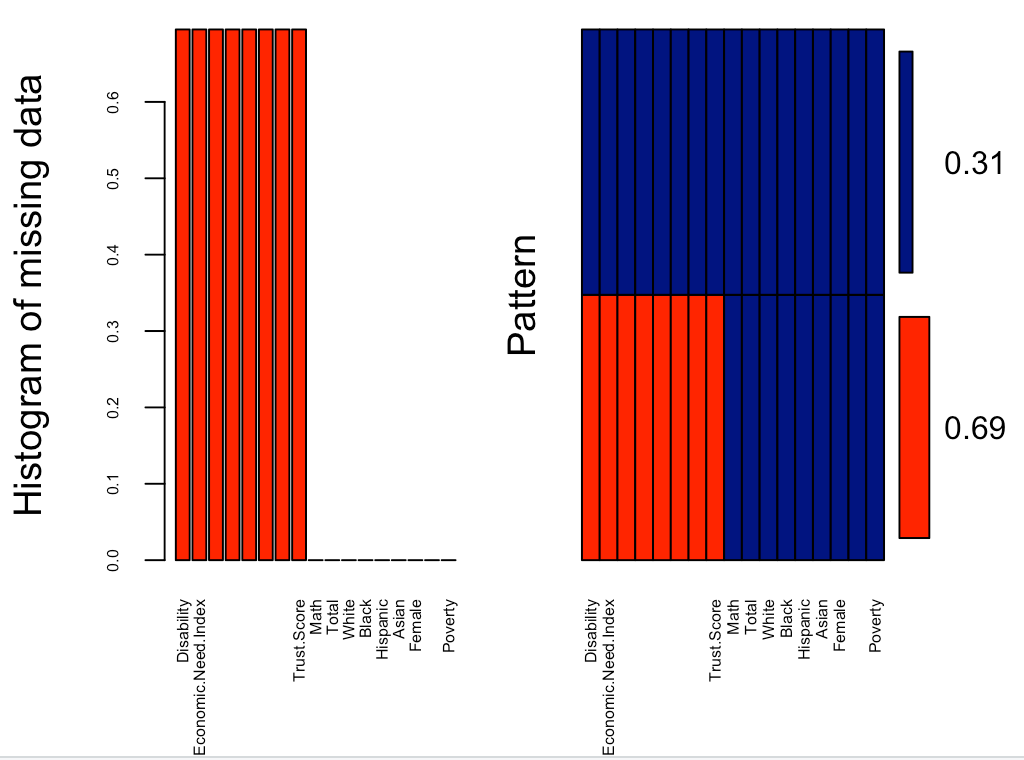 Histogram of missing data
0.6
0.5
0.4
0.3
0.2
0.1
0.0
Disability
Economic.Need.Index
Trust.Score
Math
Total
White
Black
Hispanic
Asian
Female
Poverty
Pattern
Disability
Economic.Need.Index
Trust.Score
Math
Total
White
Black
Hispanic
Asian
Female
Poverty
0.31
0.69